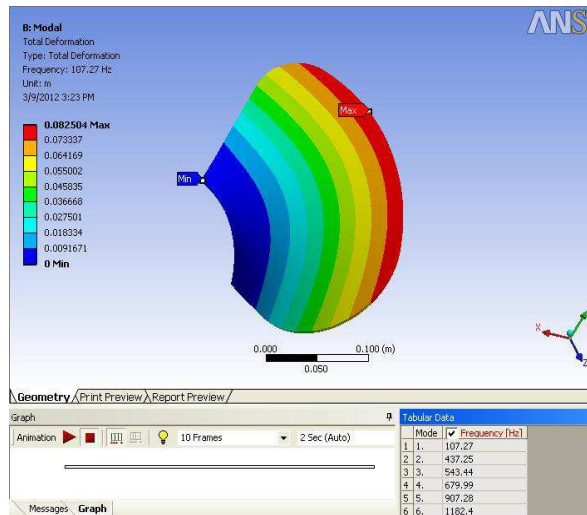 B: Modal
Total Deformation
Type: Total Deformation
Frequency: 107.27 Hz
Unit: m
3/9/2012 3:23 PM
0.082504 Max
0.073337
0.064169
0.055002
0.045835
0.036668
0.027501
0.018334
0.0091671
0 Min
ANS
Max
Min
0.000
0.100 (m)
0.050
X
Z
Geometry Print Preview Report Preview
Graph
Animation
10 Frames
2 Sec (Auto)
Messages Graph
Tabular Data
Mode Frequency [Hz]
1 1. 107.27
2 2. 437.25
3 3. 543.44
4 4. 679.99
5 5. 907.28
6 6. 1182.4